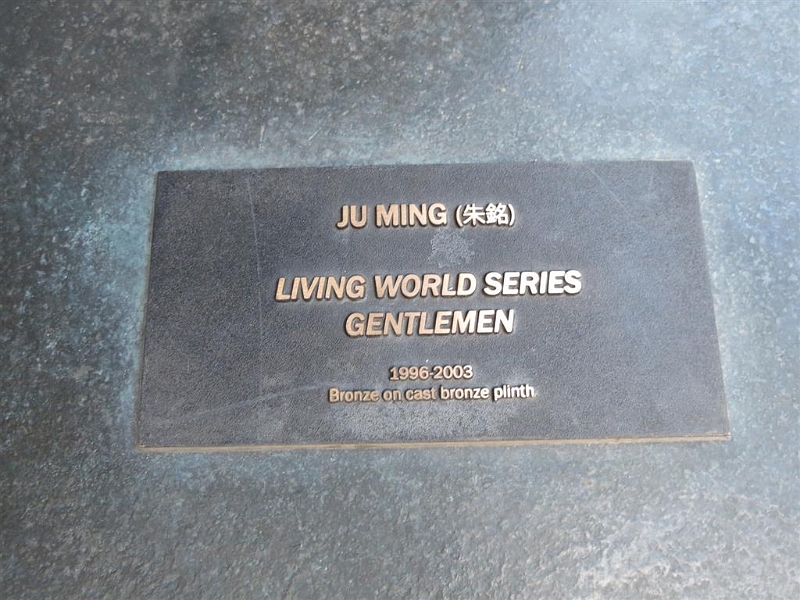 JU MING (朱銘)
LIVING WORLD SERIES
GENTLEMEN
1996-2003
Bronze on cast bronze plinth